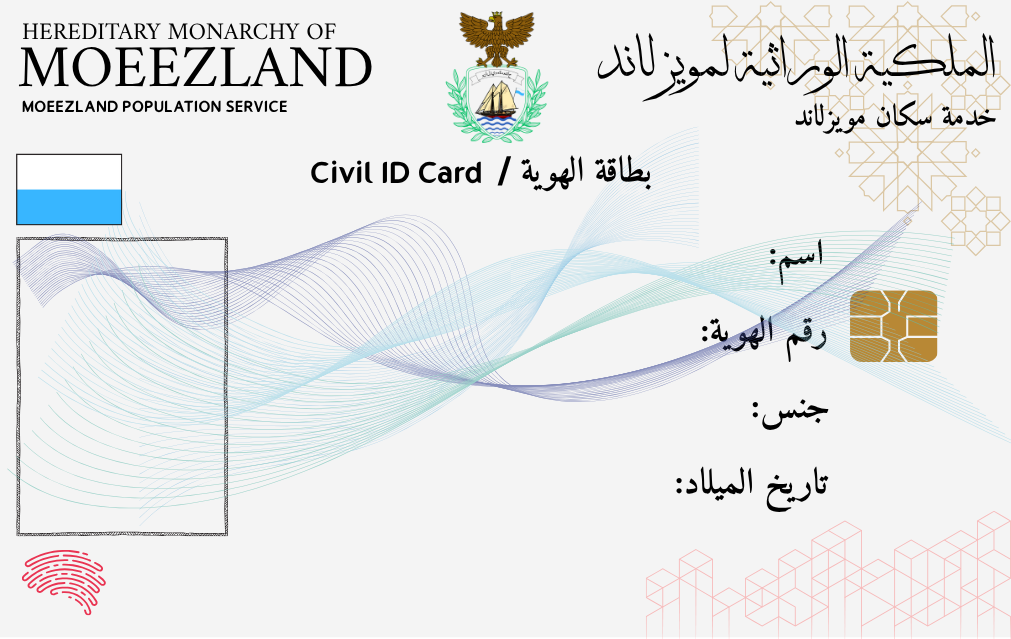 HEREDITARY MONARCHY OF
MOEEZLAND
MOEEZLAND POPULATION SERVICE
الملكية الوراثية لمويزلاند
خدمة سكان مويزلاند
Civil ID Card / بطاقة الهوية
اسم:
رقم الهوية:
جنس:
تاريخ الميلاد: